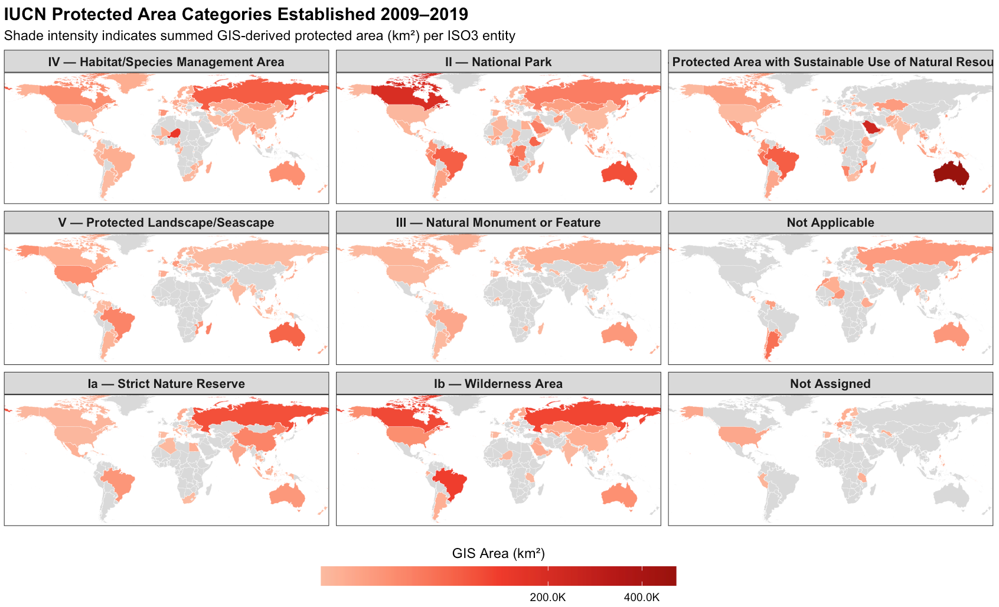 IUCN Protected Area Categories Established 2009–2019
Shade intensity indicates summed GIS-derived protected area (km²) per ISO3 entity
IV — Habitat/Species Management Area
II — National Park
Protected Area with Sustainable Use of Natural Resou
V — Protected Landscape/Seascape
III — Natural Monument or Feature
Not Applicable
Ia — Strict Nature Reserve
Ib — Wilderness Area
Not Assigned
GIS Area (km²)
200.0K
400.0K